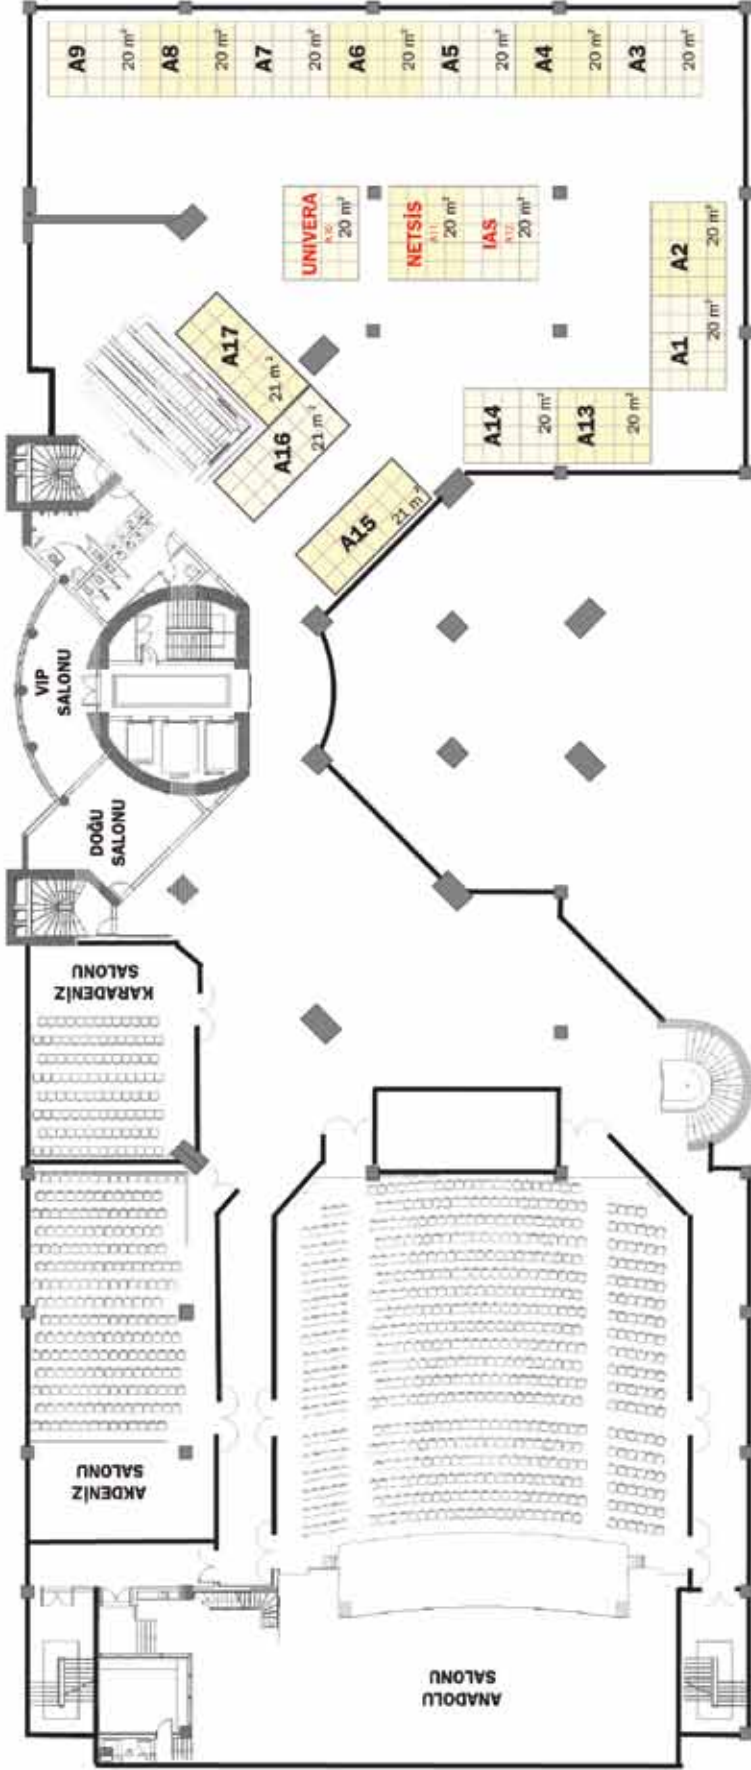 A9
20 m²
A8
20 m²
A7
20 m²
A6
20 m²
A5
20 m²
A4
20 m²
A3
20 m²
UNIVERA
A10
20 m²
NETSİS
A11
20 m²
IAS
A12
20 m²
A2
20 m²
A1
20 m²
A17
21 m²
A16
21 m²
A14
20 m²
A13
20 m²
A15
21 m²
VIP
SALONU
DOĞU
SALONU
KARADENİZ
SALONU
AKDENİZ
SALONU
ANADOLU
SALONU